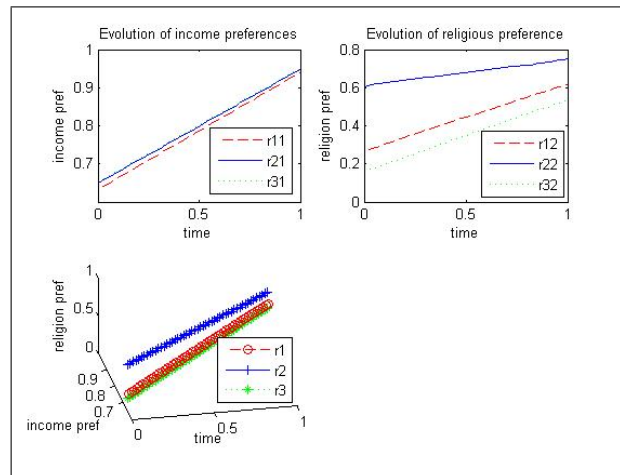 Evolution of income preferences
1
0.9
0.8
0.7
income pref
r11
r21
r31
0
0.5
1
time
Evolution of religious preference
0.8
0.6
0.4
0.2
0
religion pref
r12
r22
r32
0
0.5
1
time
1
0.5
0
religion pref
0.9
0.8
0.7
income pref
r1
r2
r3
0
0.5
1
time